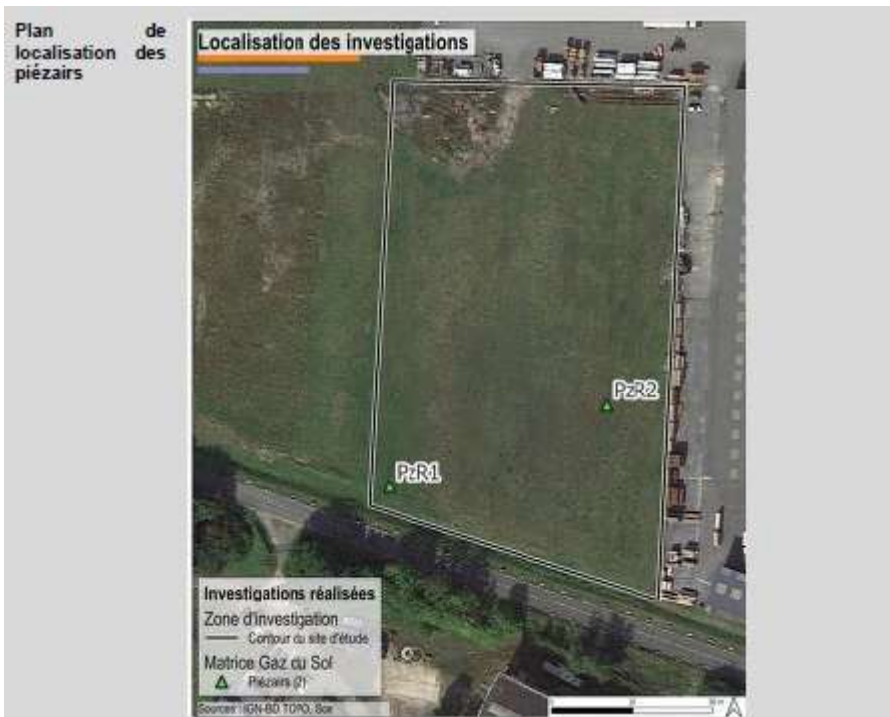 Plan de
localisation des
piézairs
Localisation des investigations
PzR2
PzR1
Investigations réalisées
Zone d'investigation
Contour du site d'étude
Matrice Gaz du Sol
Piézairs (2)
Sources : IGN-BD TOPO,